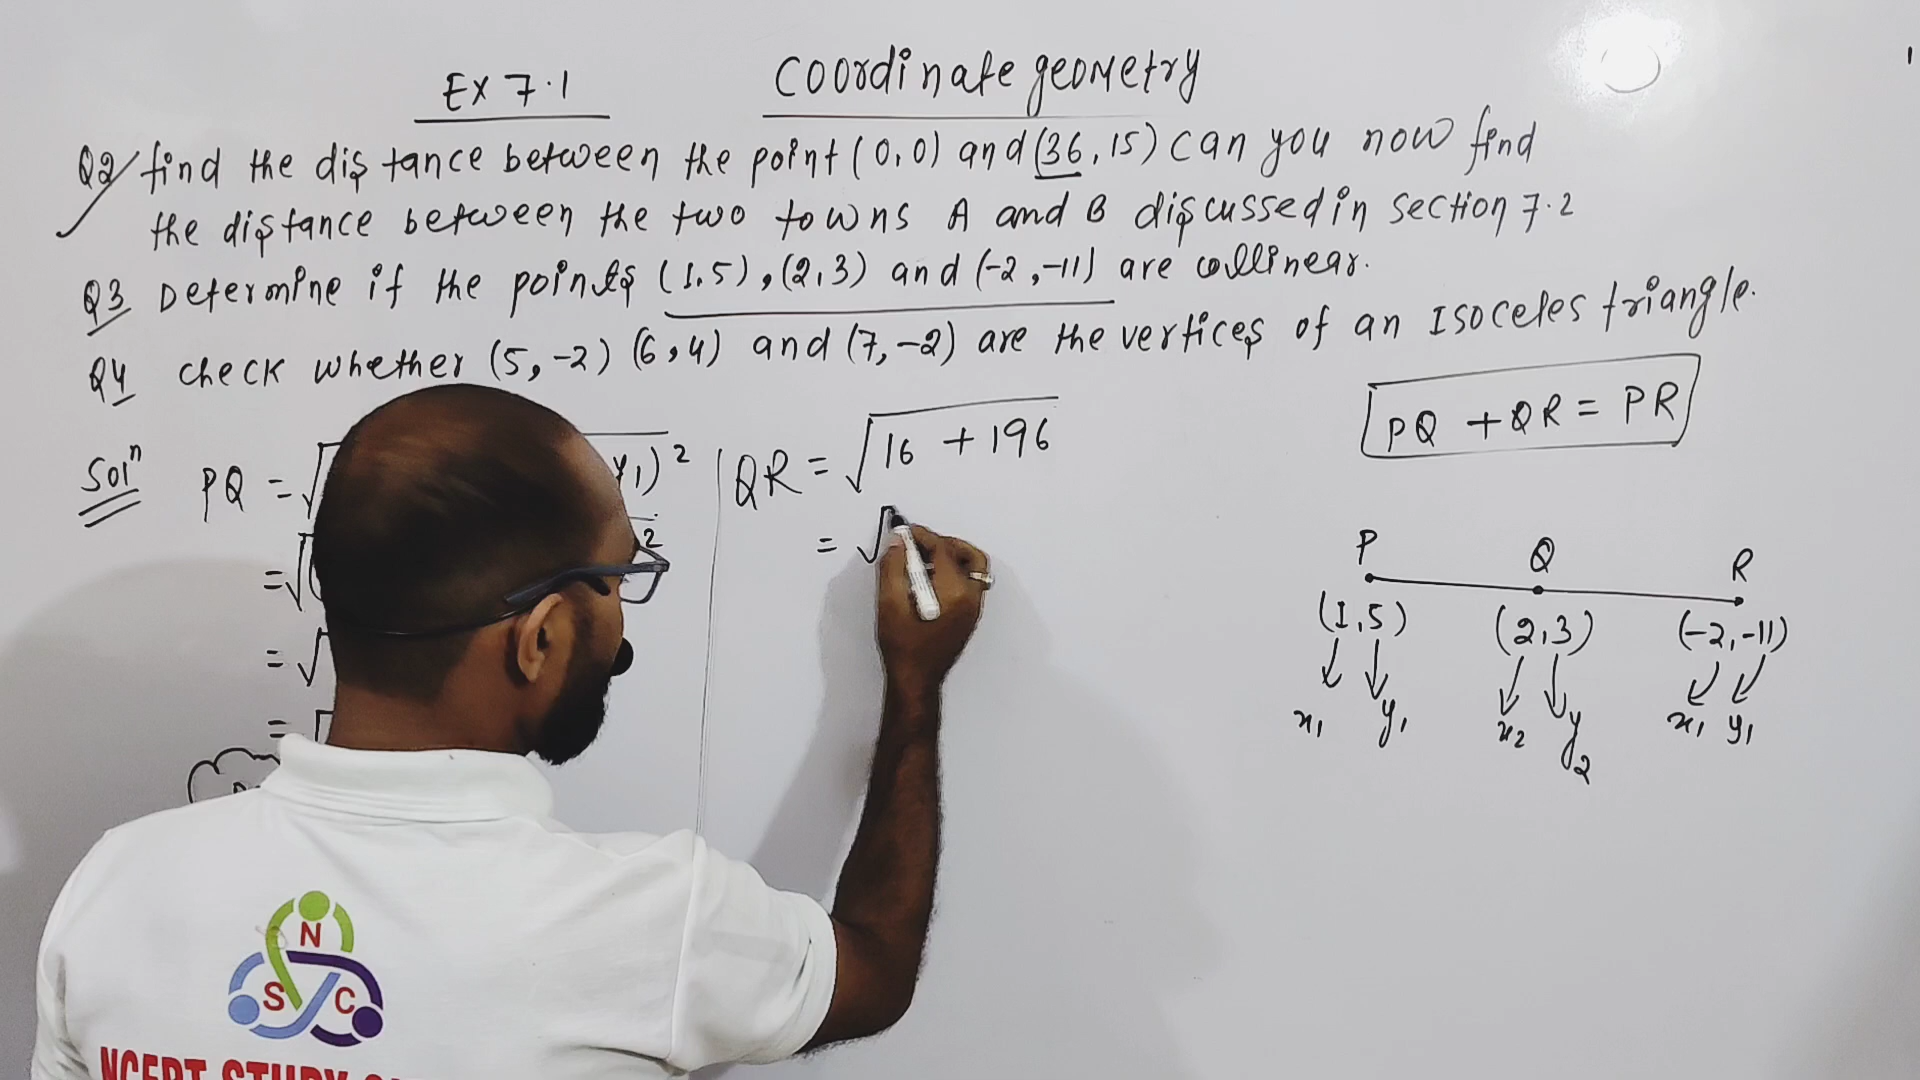 Ex 7.1 Coordinate geometry
Q2 find the distance between the point (0,0) and (36,15) can you now find
the distance between the two towns A and B discussed in section 7.2
Q3 Determine if the points (1,5), (2,3) and (-2,-11) are collinear.
Q4 check whether (5,-2) (6,4) and (7,-2) are the vertices of an Isoceles triangle.
PQ + QR = PR
Solⁿ PQ = √ y₁)²
= √( ²
= √
=
QR = √16 + 196
= √
P Q R
(1,5) (2,3) (-2,-11)
x₁ y₁ x₂ y₂ x₁ y₁
N
S C
NCERT STUDY